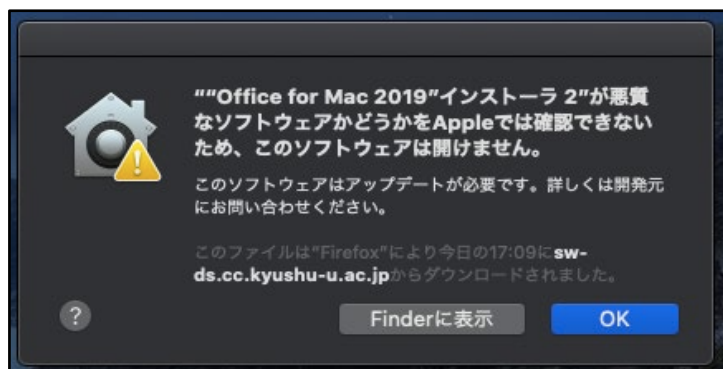 ““Office for Mac 2019”インストーラ 2”が悪質
なソフトウェアかどうかをAppleでは確認できない
ため、このソフトウェアは開けません。
このソフトウェアはアップデートが必要です。詳しくは開発元
にお問い合わせください。
このファイルは“Firefox”により今日の17:09にsw-
ds.cc.kyushu-u.ac.jpからダウンロードされました。
?
Finderに表示
OK